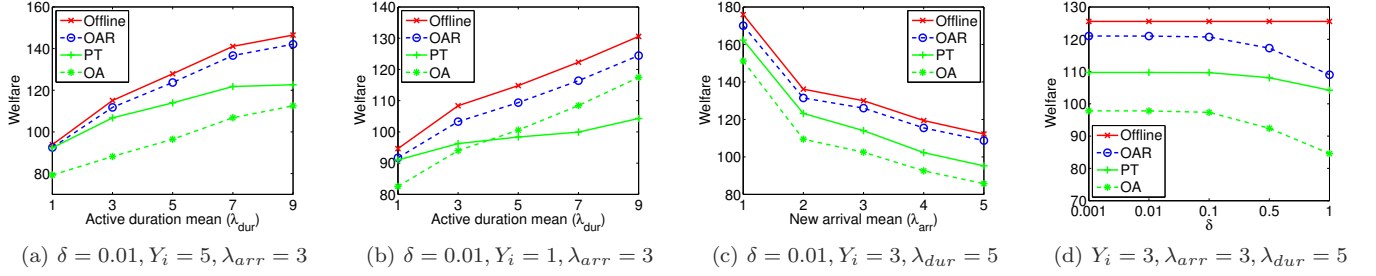 Welfare
160
140
120
100
80
60
Offline
OAR
PT
OA
1 3 5 7 9
Active duration mean (λdur)
(a) δ = 0.01, Yi = 5, λarr = 3
Welfare
140
130
120
110
100
90
80
Offline
OAR
PT
OA
1 3 5 7 9
Active duration mean (λdur)
(b) δ = 0.01, Yi = 1, λarr = 3
Welfare
180
160
140
120
100
80
Offline
OAR
PT
OA
1 2 3 4 5
New arrival mean (λarr)
(c) δ = 0.01, Yi = 3, λdur = 5
Welfare
130
120
110
100
90
80
70
Offline
OAR
PT
OA
0.001 0.01 0.1 0.5 1
δ
(d) Yi = 3, λarr = 3, λdur = 5